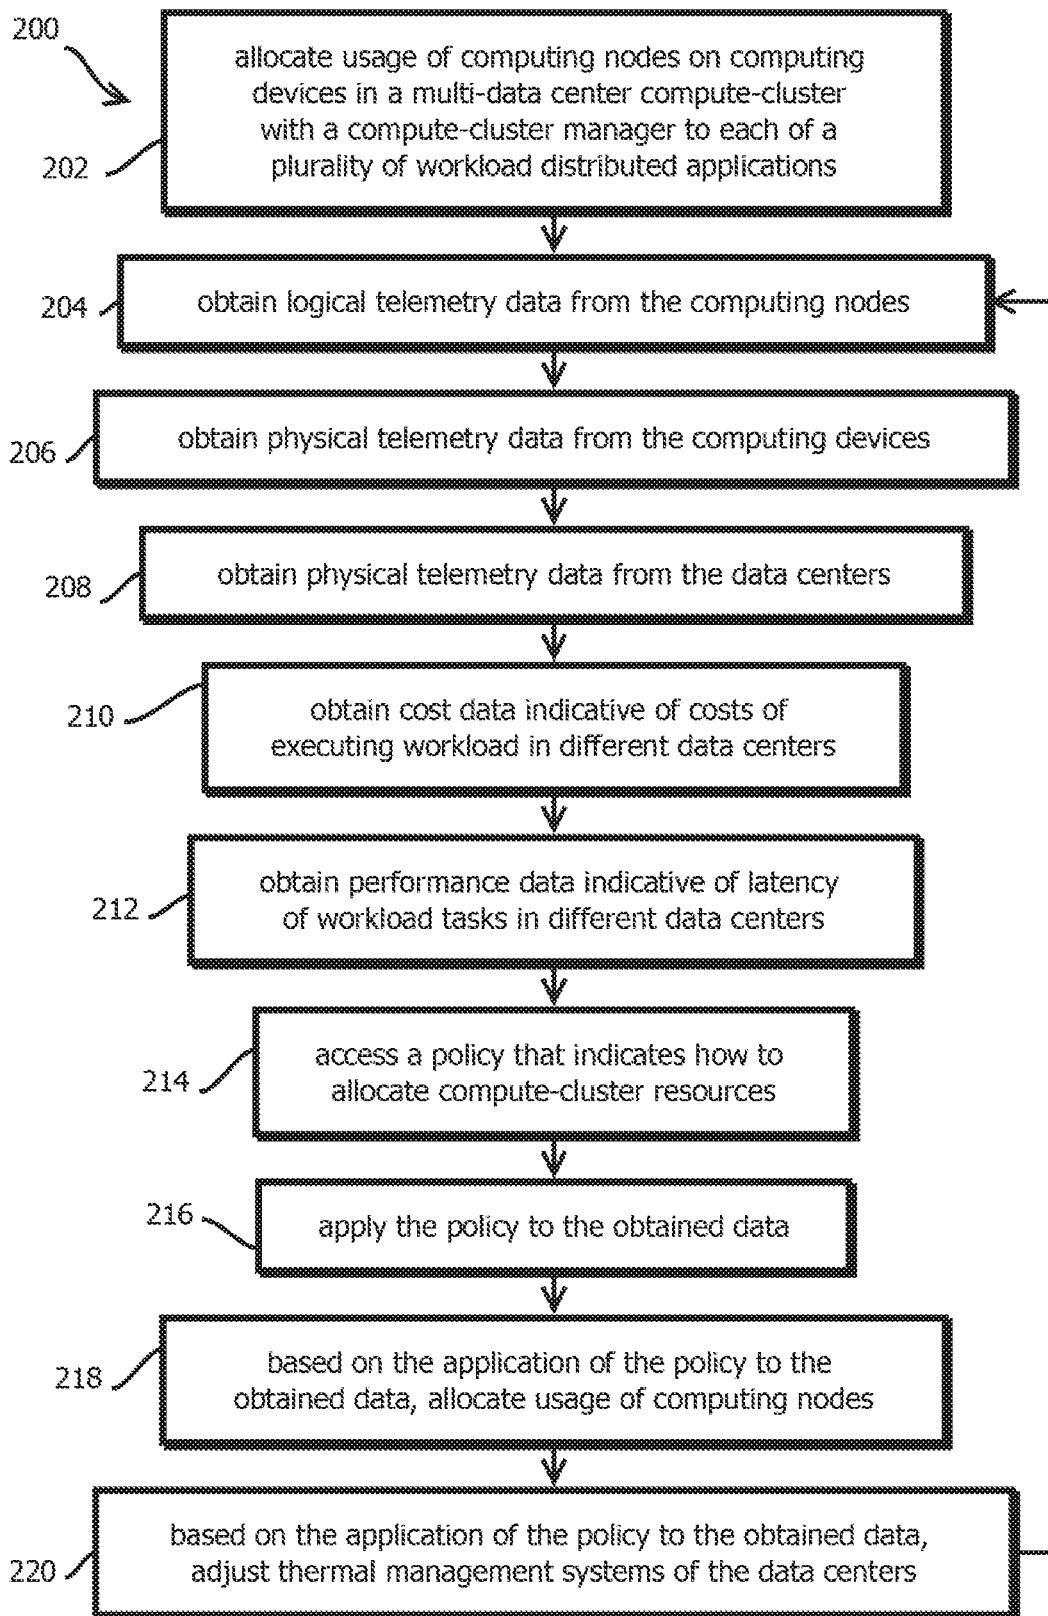 200
allocate usage of computing nodes on computing
devices in a multi-data center compute-cluster
with a compute-cluster manager to each of a
plurality of workload distributed applications
202
204
obtain logical telemetry data from the computing nodes
206
obtain physical telemetry data from the computing devices
208
obtain physical telemetry data from the data centers
210
obtain cost data indicative of costs of
executing workload in different data centers
212
obtain performance data indicative of latency
of workload tasks in different data centers
214
access a policy that indicates how to
allocate compute-cluster resources
216
apply the policy to the obtained data
218
based on the application of the policy to the
obtained data, allocate usage of computing nodes
220
based on the application of the policy to the obtained data,
adjust thermal management systems of the data centers